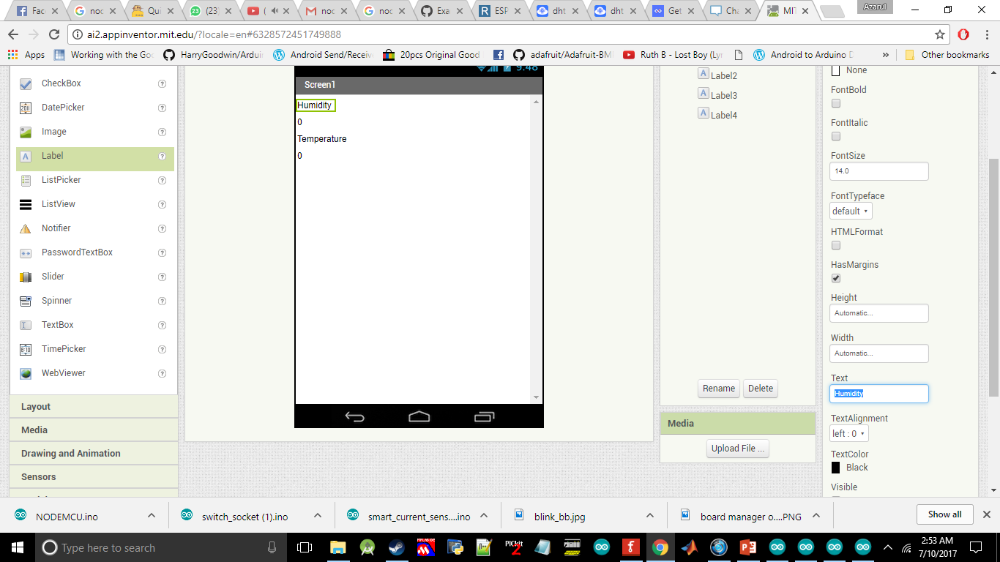 Fac
noc
Qui
(23)
(
noc
noc
Exa
ESP
dht
dht
Get
Cha
MIT
Azarul
ai2.appinventor.mit.edu/?locale=en#6328572451749888
Apps
Working with the Go
HarryGoodwin/Ardui
Android Send/Receiv
20pcs Original Good
adafruit/Adafruit-BM
Ruth B - Lost Boy (Lyr
Android to Arduino D
»
Other bookmarks
CheckBox
DatePicker
Image
Label
ListPicker
ListView
Notifier
PasswordTextBox
Slider
Spinner
TextBox
TimePicker
WebViewer
Layout
Media
Drawing and Animation
Sensors
9:48
Screen1
Humidity
0
Temperature
0
Label2
Label3
Label4
Rename
Delete
Media
Upload File ...
None
FontBold
FontItalic
FontSize
14.0
FontTypeface
default
HTMLFormat
HasMargins
Height
Automatic...
Width
Automatic...
Text
Humidity
TextAlignment
left : 0
TextColor
Black
Visible
NODEMCU.ino
switch_socket (1).ino
smart_current_sens....ino
blink_bb.jpg
board manager o....PNG
Show all
Type here to search
PICkit 2
2:53 AM
7/10/2017